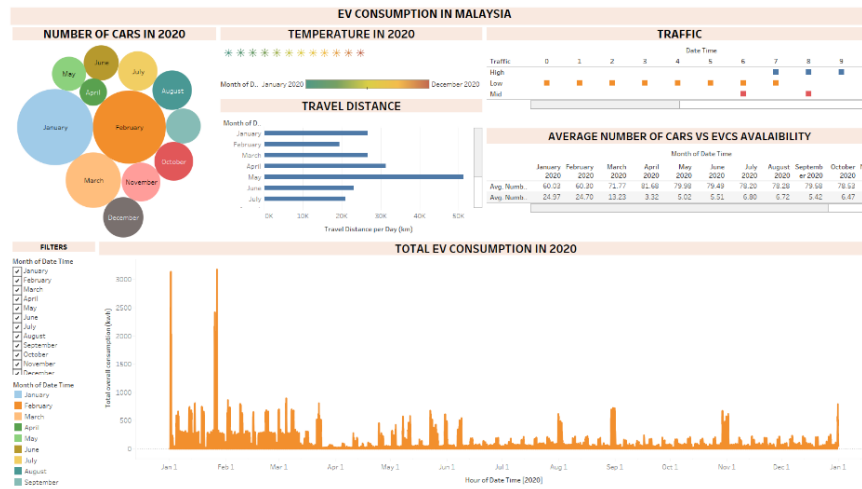 EV CONSUMPTION IN MALAYSIA
NUMBER OF CARS IN 2020
June
May
July
April
August
January
February
October
March
November
December
TEMPERATURE IN 2020
Month of D.. January 2020 December 2020
TRAVEL DISTANCE
Month of D..
January
February
March
April
May
June
July
0K 10K 20K 30K 40K 50K
Travel Distance per Day [km]
TRAFFIC
Date Time
Traffic 0 1 2 3 4 5 6 7 8 9
High
Low
Mid
AVERAGE NUMBER OF CARS VS EVCS AVALAIBILITY
Month of Date Time
January February March April May June July August Septemb October
2020 2020 2020 2020 2020 2020 2020 2020 er 2020 2020
Avg. Numb.. 60.03 60.30 71.77 81.68 79.98 79.49 78.20 78.28 79.58 78.53
Avg. Numb.. 24.97 24.70 13.23 3.32 5.02 5.51 6.80 6.72 5.42 6.47
FILTERS
Month of Date Time
January
February
March
April
May
June
July
August
September
October
November
December
Month of Date Time
January
February
March
April
May
June
July
August
September
TOTAL EV CONSUMPTION IN 2020
Total overall consumption (kwh)
3000
2500
2000
1500
1000
500
0
Jan 1 Feb 1 Mar 1 Apr 1 May 1 Jun 1 Jul 1 Aug 1 Sep 1 Oct 1 Nov 1 Dec 1 Jan 1
Hour of Date Time [2020]